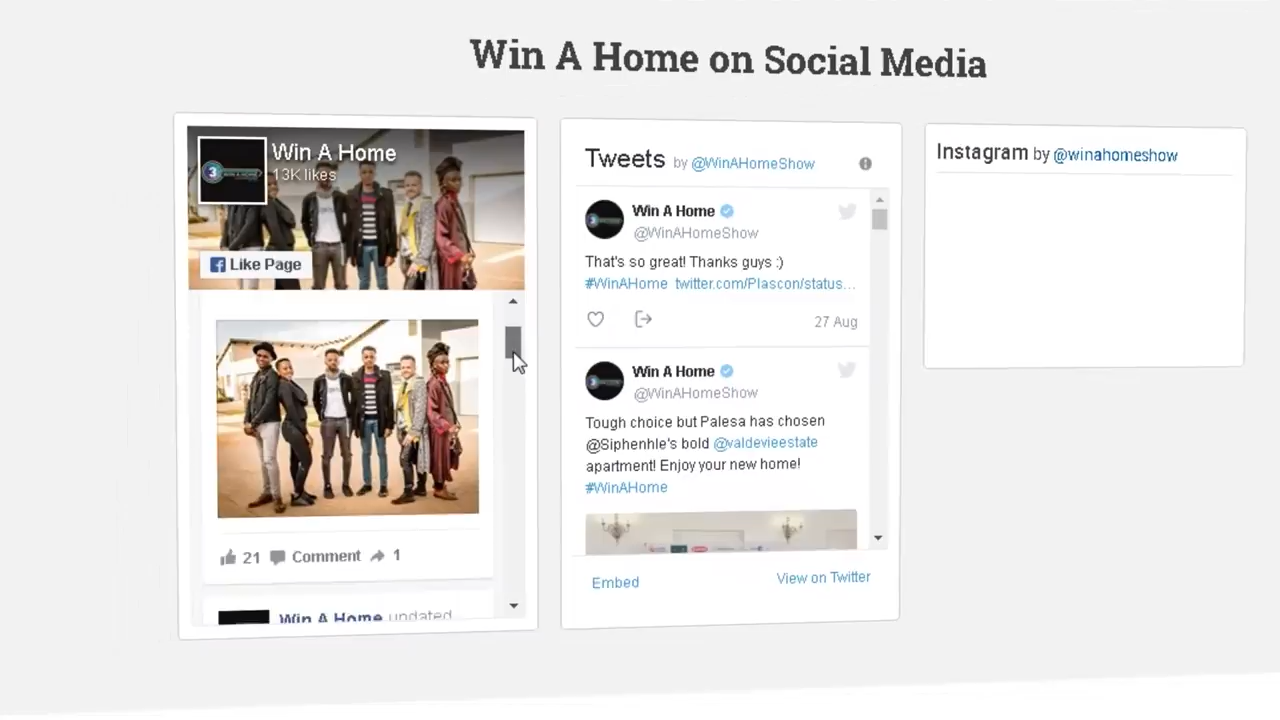 Win A Home on Social Media
3
Win A Home
13K likes
Like Page
21 Comment 1
Win A Home updated
Tweets by @WinAHomeShow
Win A Home
@WinAHomeShow
That's so great! Thanks guys :)
#WinAHome twitter.com/Plascon/status…
27 Aug
Win A Home
@WinAHomeShow
Tough choice but Palesa has chosen
@Siphenhle's bold @valdevieestate
apartment! Enjoy your new home!
#WinAHome
Embed
View on Twitter
Instagram by @winahomeshow